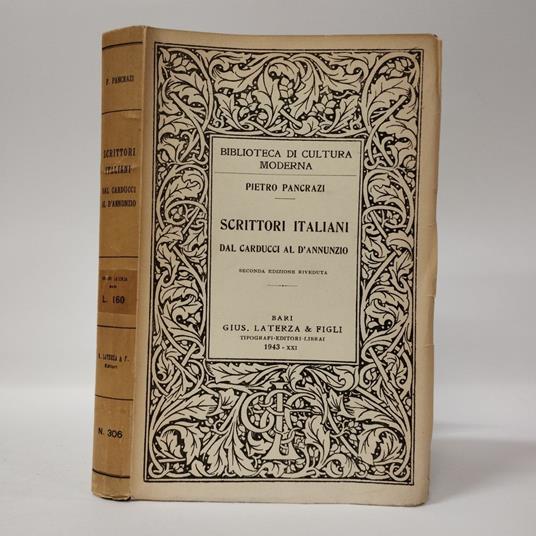 P. PANCRAZI
SCRITTORI
ITALIANI
DAL CARDUCCI
AL D'ANNUNZIO
L. 160
LATERZA & F.
N. 306
BIBLIOTECA DI CULTURA
MODERNA
PIETRO PANCRAZI
SCRITTORI ITALIANI
DAL CARDUCCI AL D'ANNUNZIO
SECONDA EDIZIONE RIVEDUTA
BARI
GIUS. LATERZA & FIGLI
TIPOGRAFI-EDITORI-LIBRAI
1943 - XXI